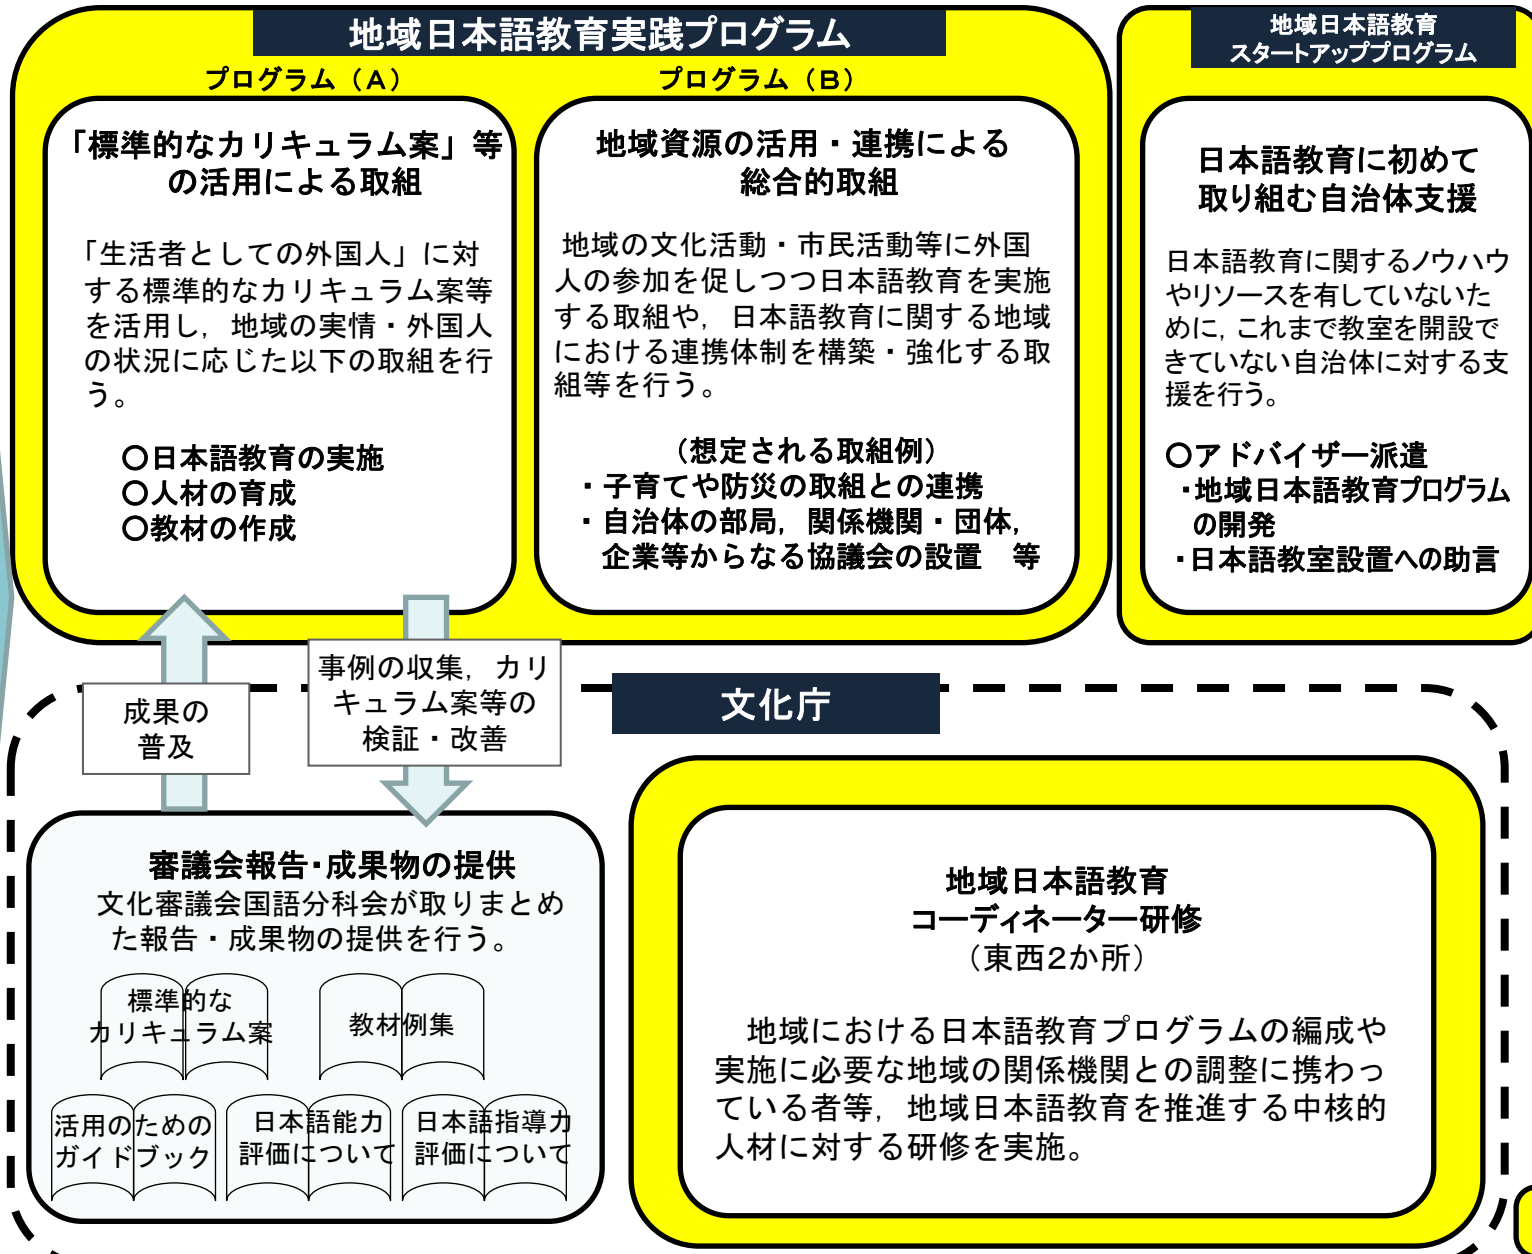 地域日本語教育実践プログラム
プログラム（Ａ）
「標準的なカリキュラム案」等
の活用による取組
「生活者としての外国人」に対
する標準的なカリキュラム案等
を活用し，地域の実情・外国人
の状況に応じた以下の取組を行
う。
○日本語教育の実施
○人材の育成
○教材の作成
プログラム（Ｂ）
地域資源の活用・連携による
総合的取組
地域の文化活動・市民活動等に外国
人の参加を促しつつ日本語教育を実施
する取組や，日本語教育に関する地域
における連携体制を構築・強化する取
組等を行う。
（想定される取組例）
・子育てや防災の取組との連携
・自治体の部局，関係機関・団体，
企業等からなる協議会の設置　等
地域日本語教育
スタートアッププログラム
日本語教育に初めて
取り組む自治体支援
日本語教育に関するノウハウ
やリソースを有していないた
めに，これまで教室を開設で
きていない自治体に対する支
援を行う。
○アドバイザー派遣
・地域日本語教育プログラム
の開発
・日本語教室設置への助言
成果の
普及
事例の収集，カリ
キュラム案等の
検証・改善
文化庁
審議会報告・成果物の提供
文化審議会国語分科会が取りまとめ
た報告・成果物の提供を行う。
標準的な
カリキュラム案
教材例集
活用のための
ガイドブック
日本語能力
評価について
日本語指導力
評価について
地域日本語教育
コーディネーター研修
（東西２か所）
地域における日本語教育プログラムの編成や
実施に必要な地域の関係機関との調整に携わっ
ている者等，地域日本語教育を推進する中核的
人材に対する研修を実施。